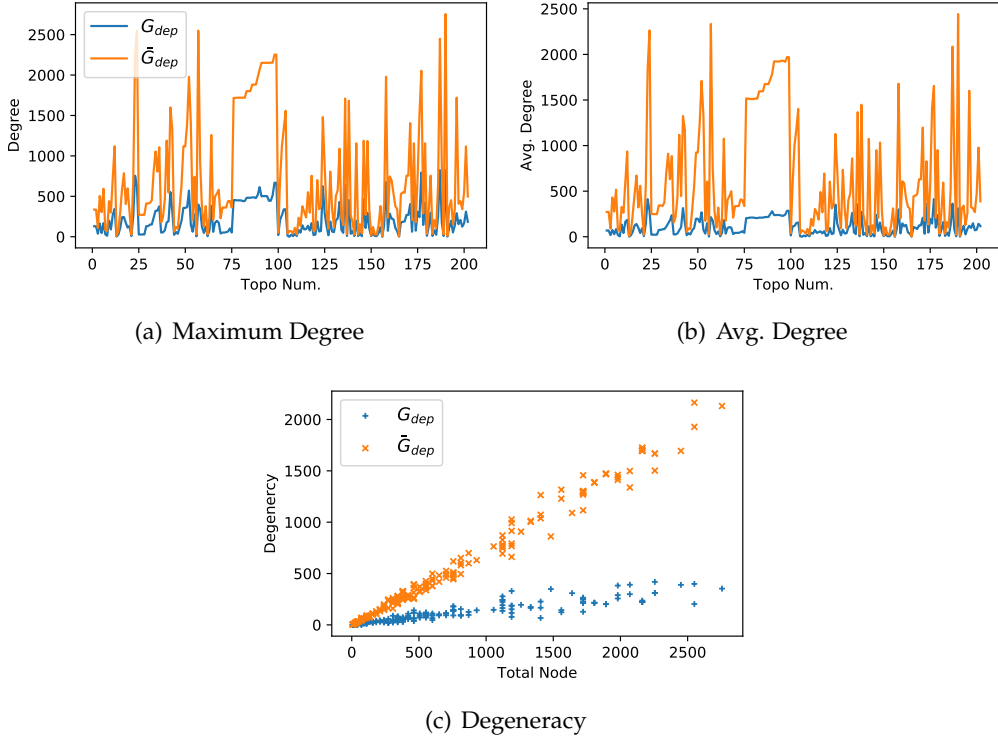 G_dep
Ḡ_dep
Degree
2500
2000
1500
1000
500
0
0 25 50 75 100 125 150 175 200
Topo Num.
(a) Maximum Degree
Avg. Degree
2500
2000
1500
1000
500
0
0 25 50 75 100 125 150 175 200
Topo Num.
(b) Avg. Degree
G_dep
Ḡ_dep
Degenercy
2000
1500
1000
500
0
0 500 1000 1500 2000 2500
Total Node
(c) Degeneracy